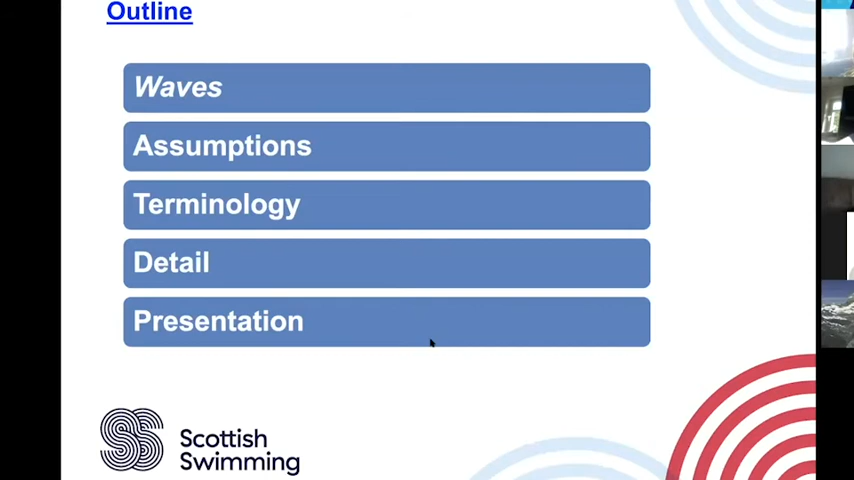 Outline
Waves
Assumptions
Terminology
Detail
Presentation
Scottish
Swimming